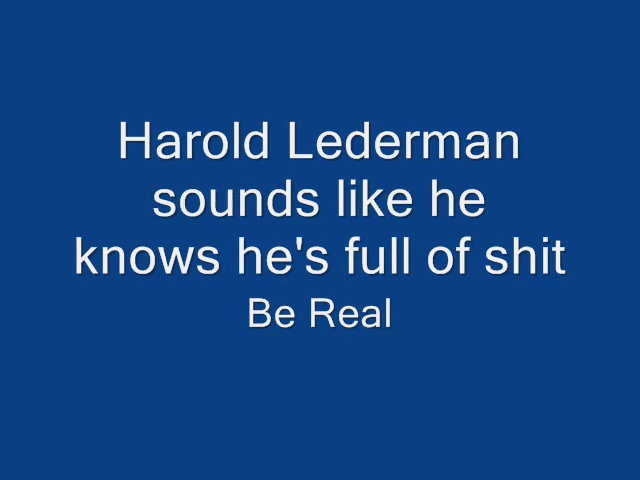 Harold Lederman
sounds like he
knows he's full of shit
Be Real